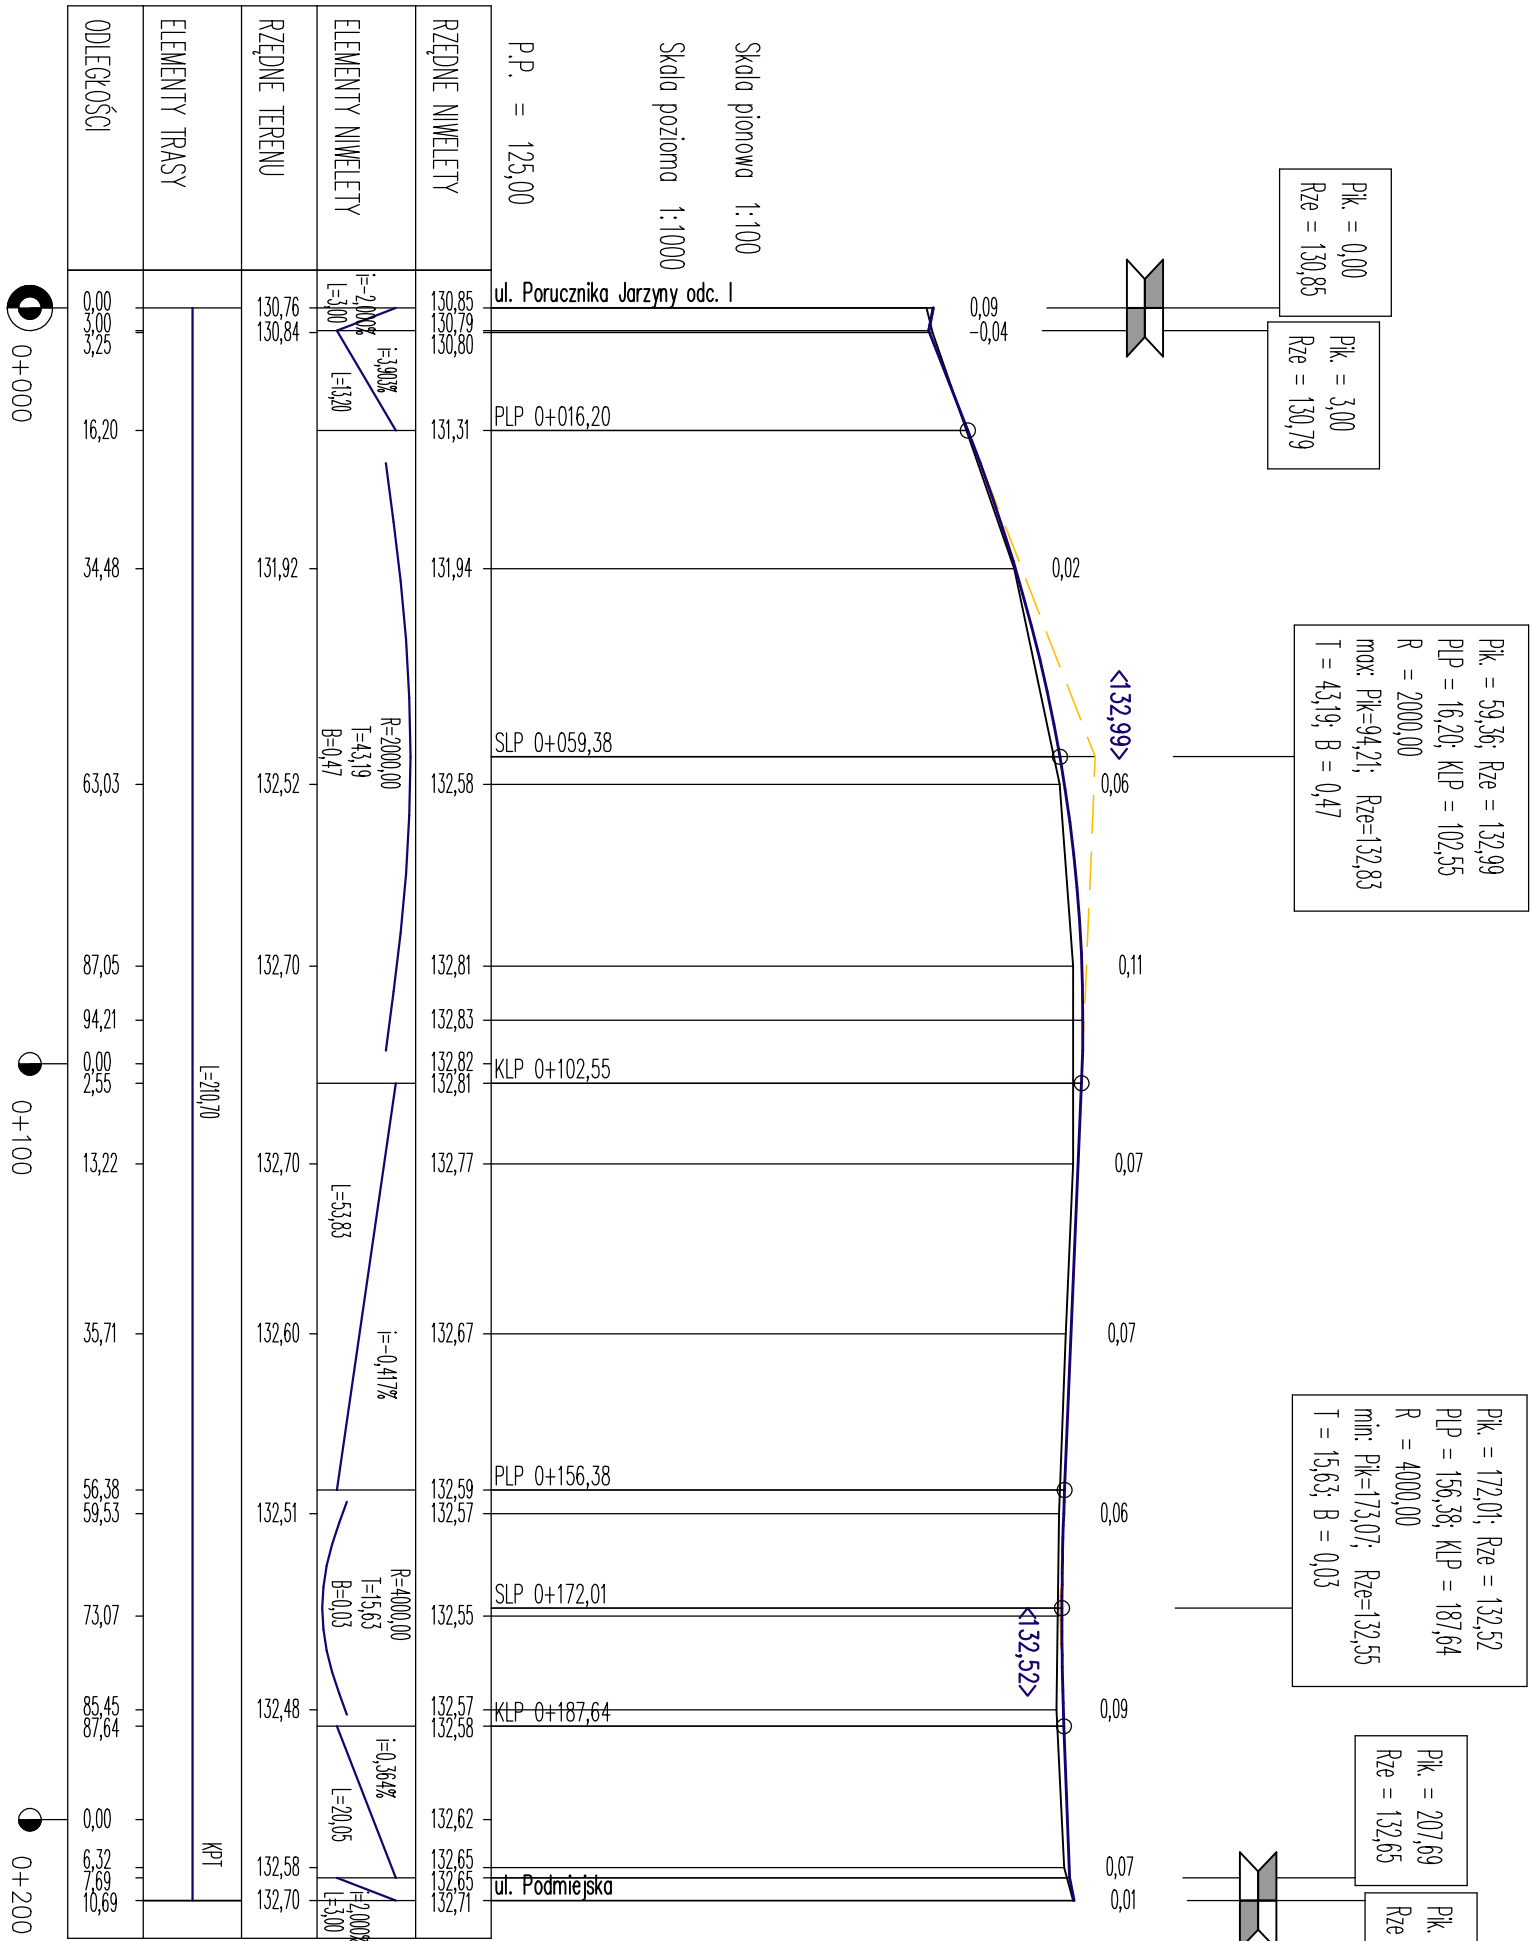 Pik. = 0,00
Rze = 130,85
Pik. = 3,00
Rze = 130,79
Pik. = 59,36; Rze = 132,99
PLP = 16,20; KLP = 102,55
R = 2000,00
max: Pik=94,21; Rze=132,83
T = 43,19; B = 0,47
Pik. = 172,01; Rze = 132,52
PLP = 156,38; KLP = 187,64
R = 4000,00
min: Pik=173,07; Rze=132,55
T = 15,63; B = 0,03
Pik. = 207,69
Rze = 132,65
Pik.
Rze
<132,99>
<132,52>
0,09
-0,04
0,02
0,06
0,11
0,07
0,07
0,06
0,09
0,07
0,01
Skala pionowa 1:100
Skala pozioma 1:1000
P.P. = 125,00
ul. Porucznika Jarzyny odc. I
PLP 0+016,20
SLP 0+059,38
KLP 0+102,55
PLP 0+156,38
SLP 0+172,01
KLP 0+187,64
ul. Podmiejska
RZĘDNE NIWELETY
130,85
130,79
130,80
131,31
131,94
132,58
132,81
132,83
132,82
132,81
132,77
132,67
132,59
132,57
132,55
132,57
132,58
132,62
132,65
132,65
132,71
ELEMENTY NIWELETY
i=-2,000%
L=3,00
i=3,903%
L=13,20
R=2000,00
T=43,19
B=0,47
L=53,83
i=-0,417%
R=4000,00
T=15,63
B=0,03
i=0,364%
L=20,05
i=2,000%
L=3,00
RZĘDNE TERENU
130,76
130,84
131,92
132,52
132,70
132,70
132,60
132,51
132,48
132,58
132,70
ELEMENTY TRASY
L=210,70
KPT
ODLEGŁOŚCI
0,00
3,00
3,25
16,20
34,48
63,03
87,05
94,21
0,00
2,55
13,22
35,71
56,38
59,53
73,07
85,45
87,64
0,00
6,32
7,69
10,69
0+000
0+100
0+200